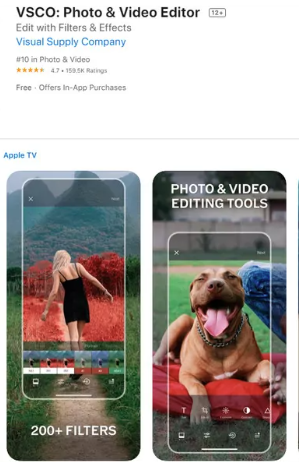 VSCO: Photo & Video Editor 12+
Edit with Filters & Effects
Visual Supply Company
#10 in Photo & Video
4.7 • 159.5K Ratings
Free · Offers In-App Purchases
Apple TV
200+ FILTERS
PHOTO & VIDEO
EDITING TOOLS